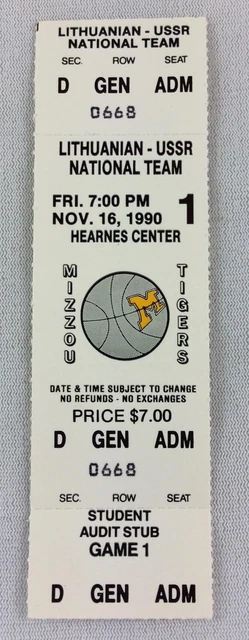 LITHUANIAN - USSR
NATIONAL TEAM
SEC. ROW SEAT
D GEN ADM
0668
LITHUANIAN - USSR
NATIONAL TEAM
FRI. 7:00 PM
NOV. 16, 1990 1
HEARNES CENTER
MIZZOU
M
TIGERS
DATE & TIME SUBJECT TO CHANGE
NO REFUNDS - NO EXCHANGES
PRICE $7.00
D GEN ADM
0668
SEC. ROW SEAT
STUDENT
AUDIT STUB
GAME 1
D GEN ADM